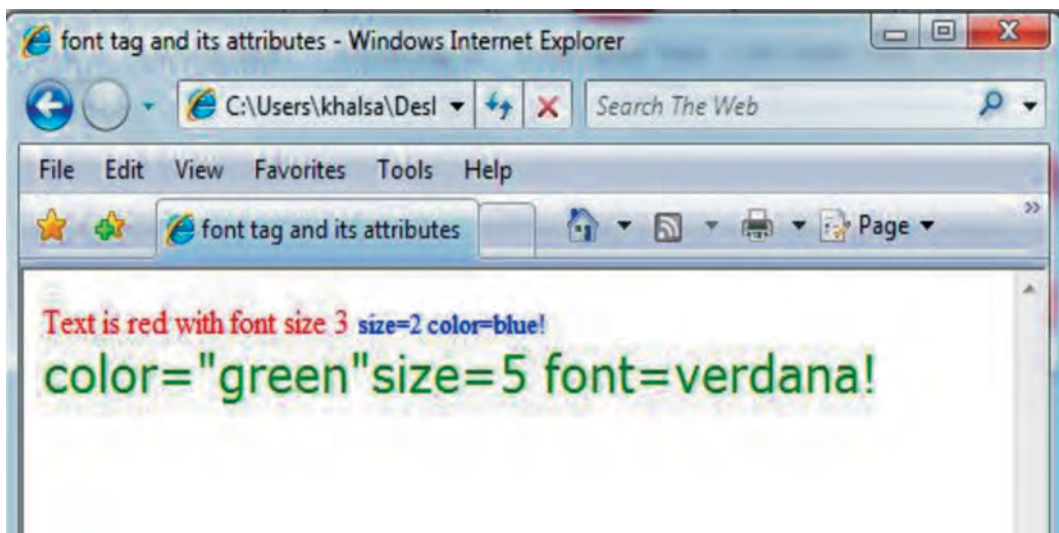 font tag and its attributes - Windows Internet Explorer
C:\Users\khalsa\Desl
Search The Web
File Edit View Favorites Tools Help
font tag and its attributes
Page
Text is red with font size 3 size=2 color=blue!
color="green"size=5 font=verdana!